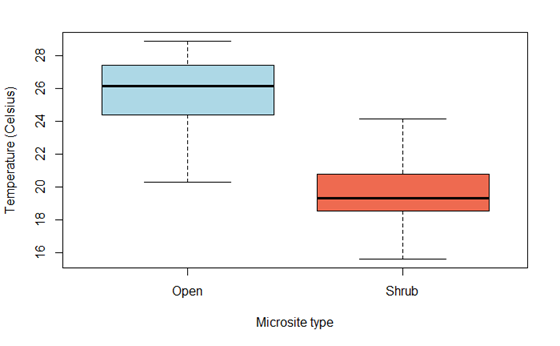 Temperature (Celsius)
28
26
24
22
20
18
16
Open
Shrub
Microsite type